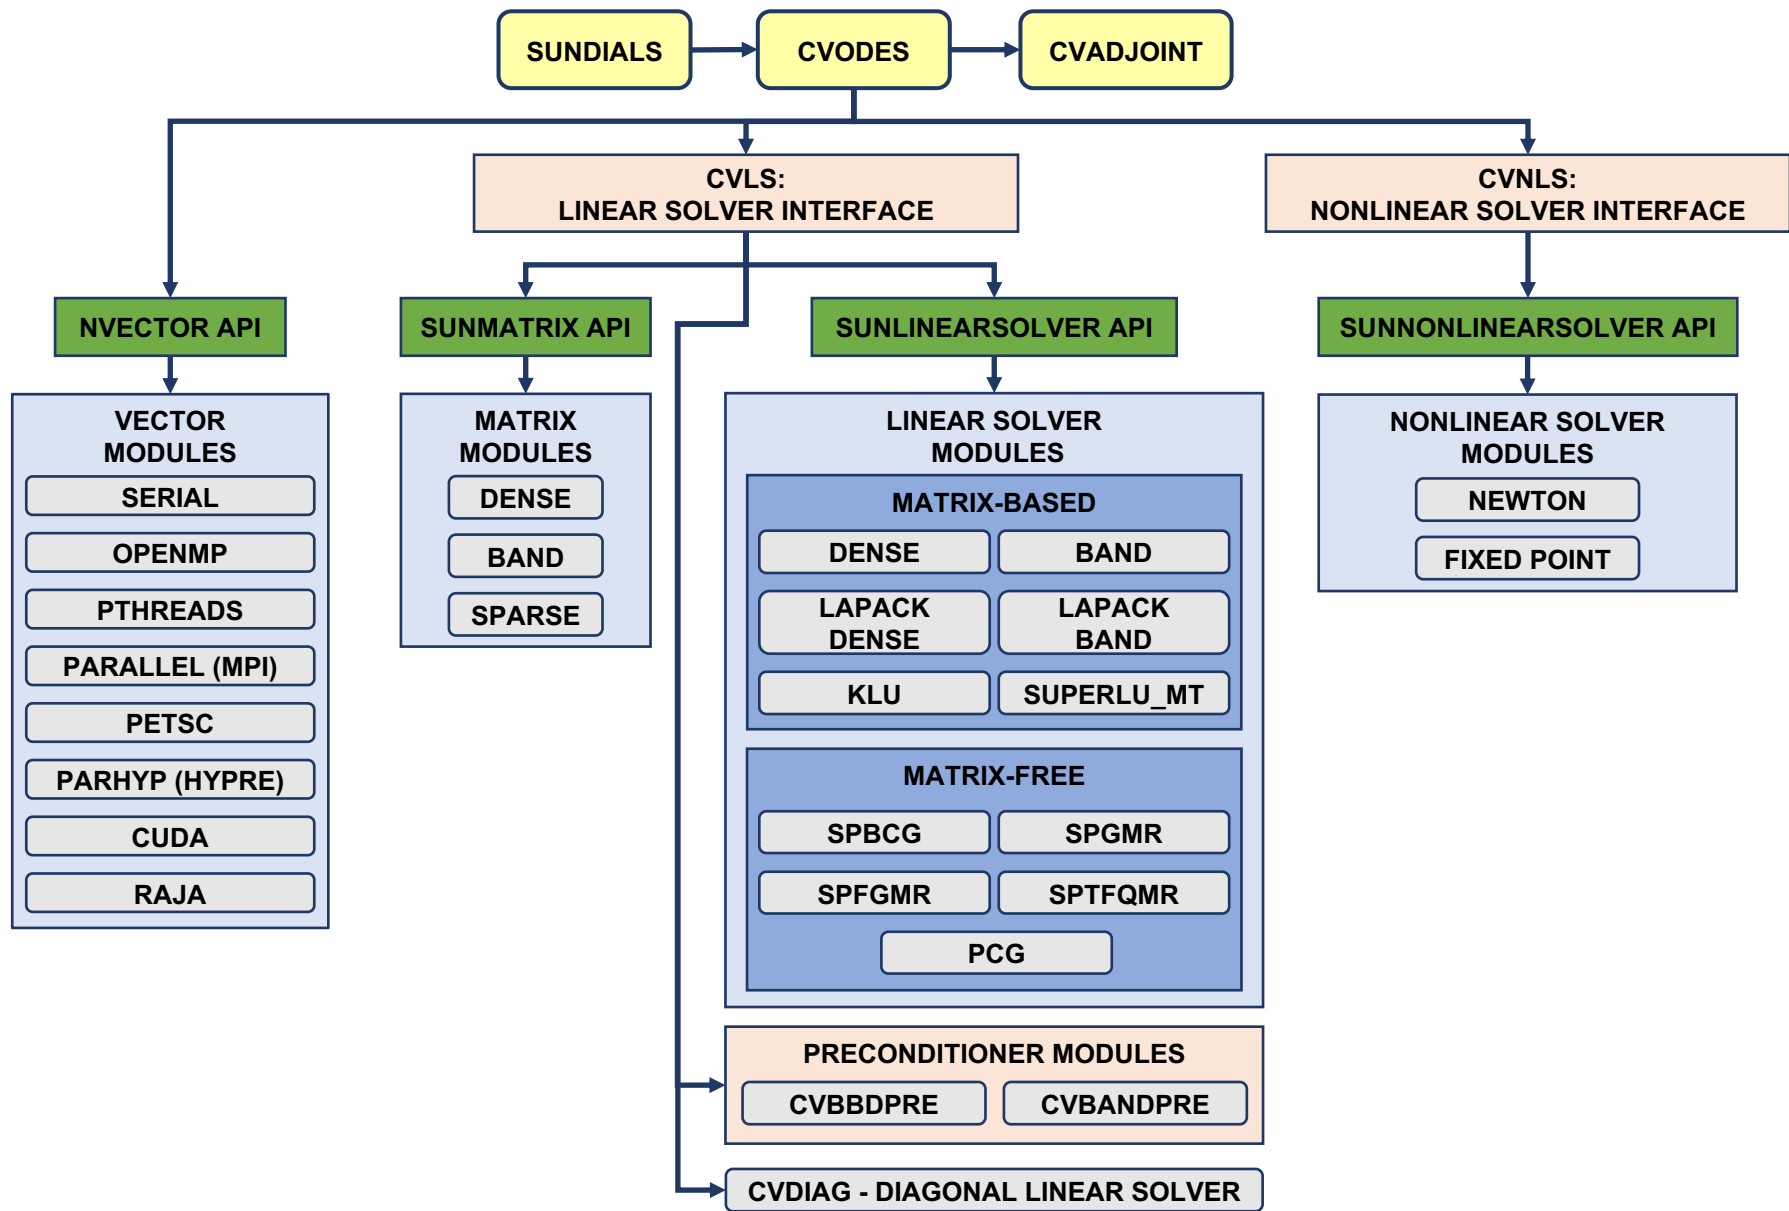 SUNDIALS
CVODES
CVADJOINT
CVLS:
LINEAR SOLVER INTERFACE
CVNLS:
NONLINEAR SOLVER INTERFACE
NVECTOR API
SUNMATRIX API
SUNLINEARSOLVER API
SUNNONLINEARSOLVER API
VECTOR
MODULES
SERIAL
OPENMP
PTHREADS
PARALLEL (MPI)
PETSC
PARHYP (HYPRE)
CUDA
RAJA
MATRIX
MODULES
DENSE
BAND
SPARSE
LINEAR SOLVER
MODULES
MATRIX-BASED
DENSE
BAND
LAPACK
DENSE
LAPACK
BAND
KLU
SUPERLU_MT
MATRIX-FREE
SPBCG
SPGMR
SPFGMR
SPTFQMR
PCG
NONLINEAR SOLVER
MODULES
NEWTON
FIXED POINT
PRECONDITIONER MODULES
CVBBDPRE
CVBANDPRE
CVDIAG - DIAGONAL LINEAR SOLVER